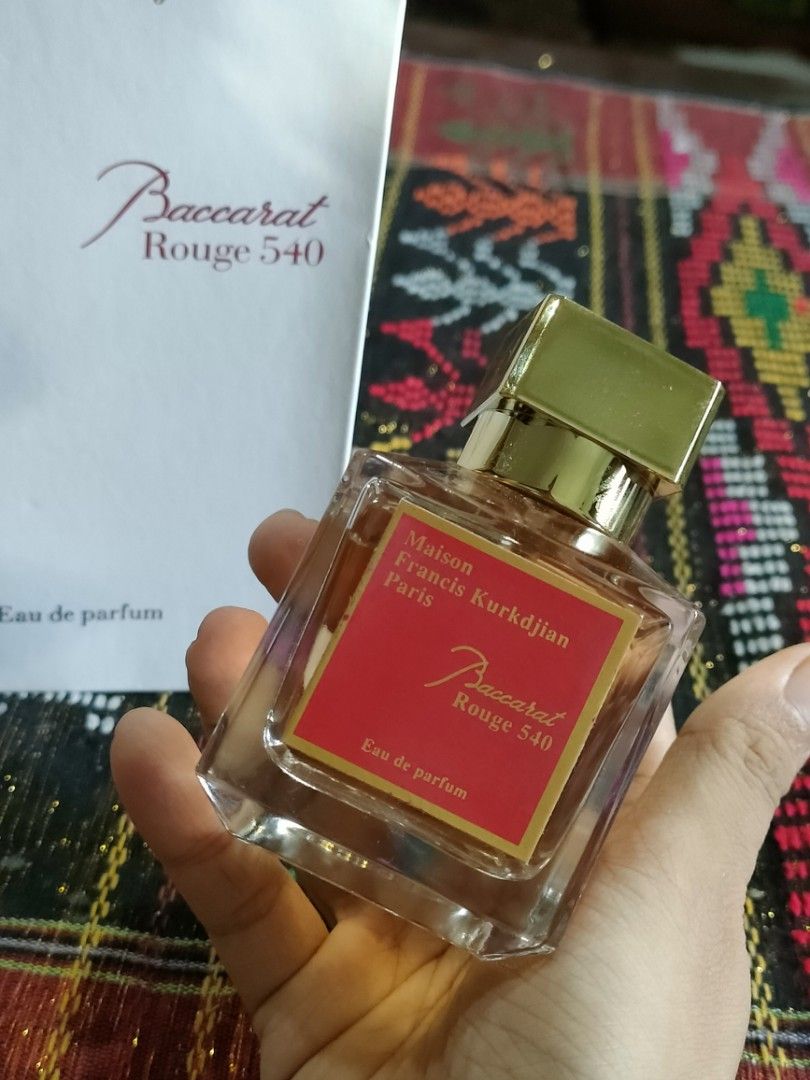 Baccarat
Rouge 540
Eau de parfum
Maison
Francis Kurkdjian
Paris
Baccarat
Rouge 540
Eau de parfum